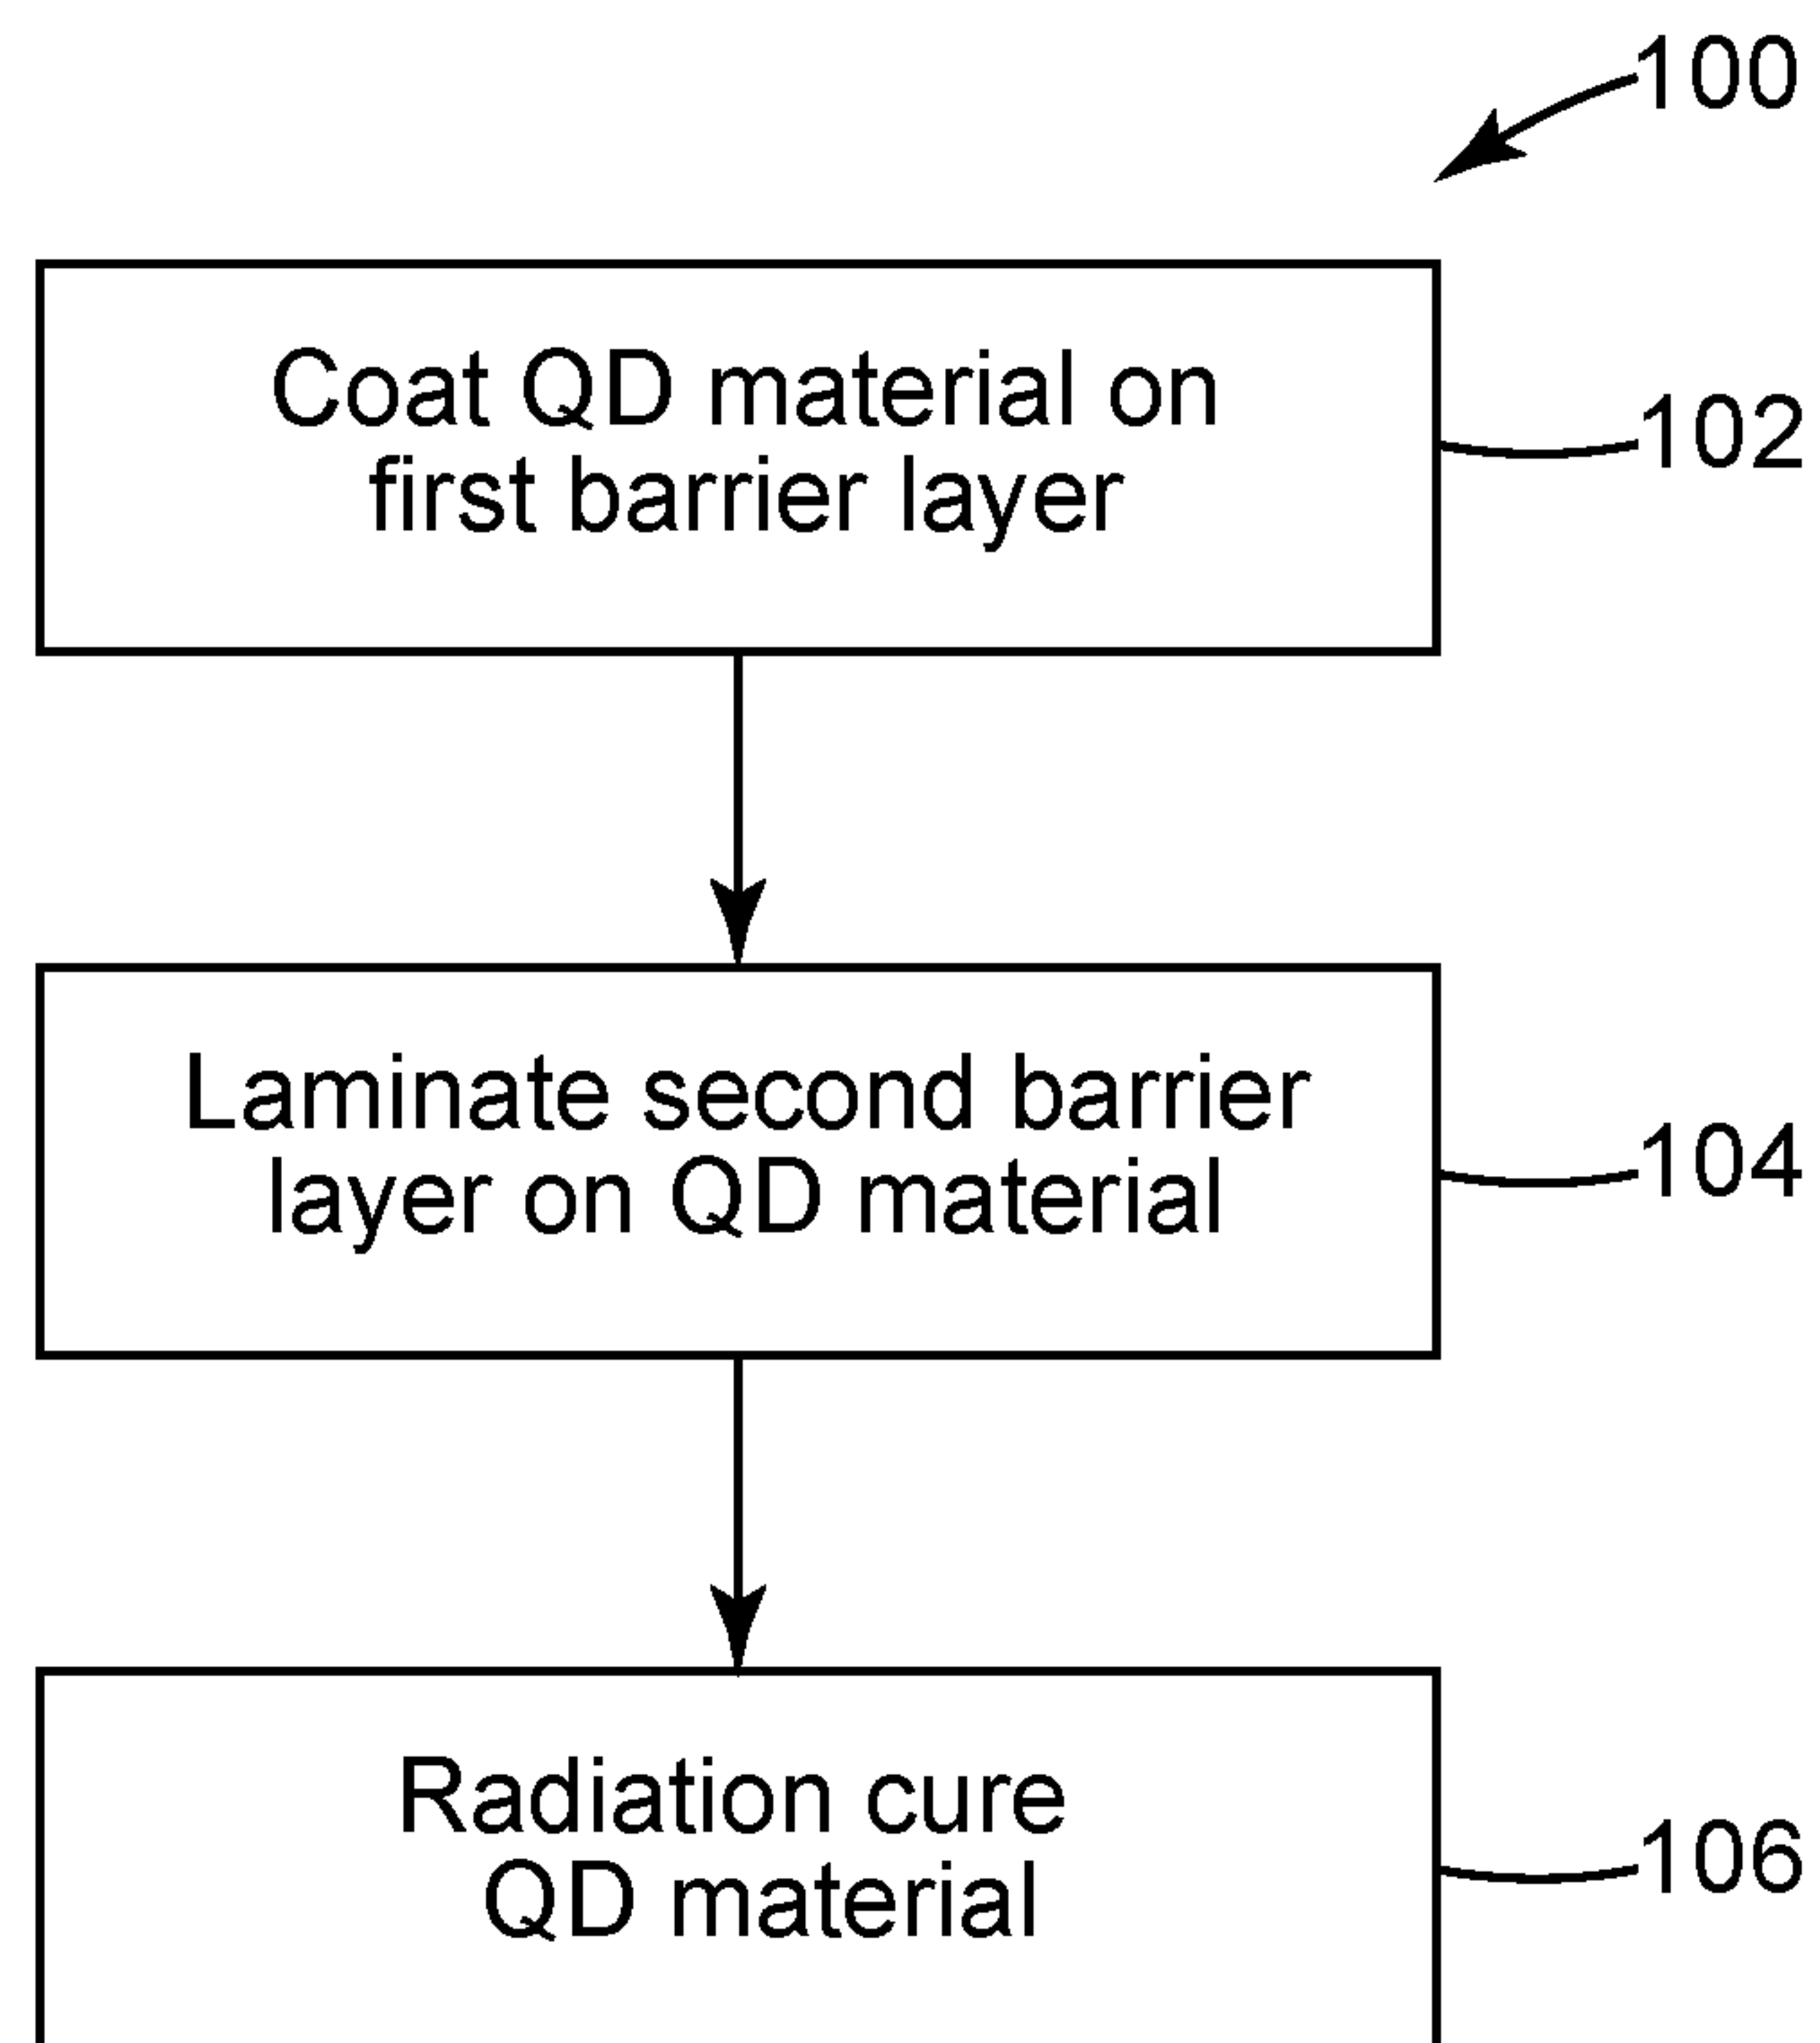 100
Coat QD material on
first barrier layer
102
Laminate second barrier
layer on QD material
104
Radiation cure
QD material
106